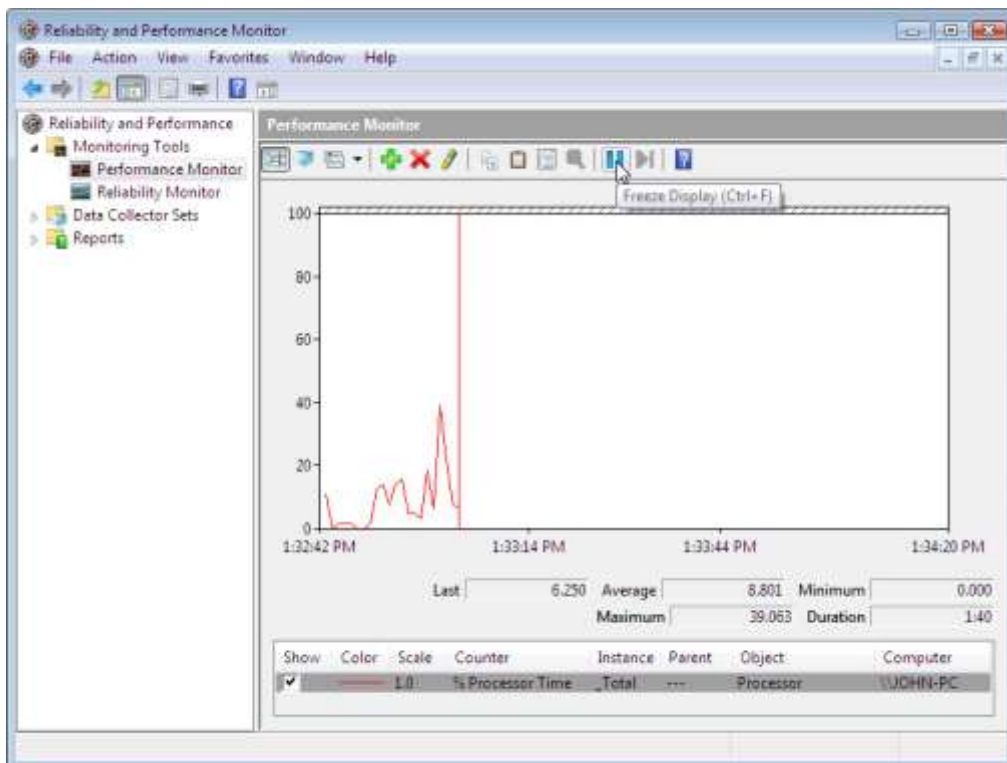 Reliability and Performance Monitor
File Action View Favorites Window Help
Reliability and Performance
Monitoring Tools
Performance Monitor
Reliability Monitor
Data Collector Sets
Reports
Performance Monitor
Freeze Display (Ctrl+F)
100
80
60
40
20
0
1:32:42 PM 1:33:14 PM 1:33:44 PM 1:34:20 PM
Last 6.250 Average 8.801 Minimum 0.000
Maximum 39.063 Duration 1:40
Show Color Scale Counter Instance Parent Object Computer
1.0 % Processor Time _Total --- Processor \\JOHN-PC